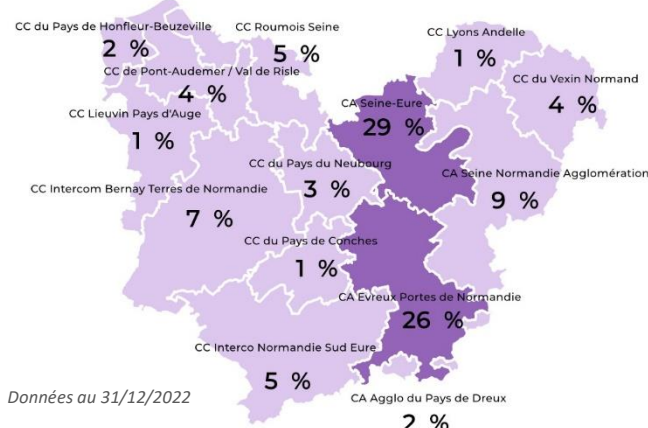 CC du Pays de Honfleur-Beuzeville
2 %
CC Roumois Seine
5 %
CC Lyons Andelle
1 %
CC de Pont-Audemer / Val de Risle
4 %
CC du Vexin Normand
4 %
CC Lieuvin Pays d'Auge
1 %
CA Seine-Eure
29 %
CC du Pays du Neubourg
3 %
CA Seine Normandie Agglomération
9 %
CC Intercom Bernay Terres de Normandie
7 %
CC du Pays de Conches
1 %
CA Evreux Portes de Normandie
26 %
CC Interco Normandie Sud Eure
5 %
CA Agglo du Pays de Dreux
2 %
Données au 31/12/2022